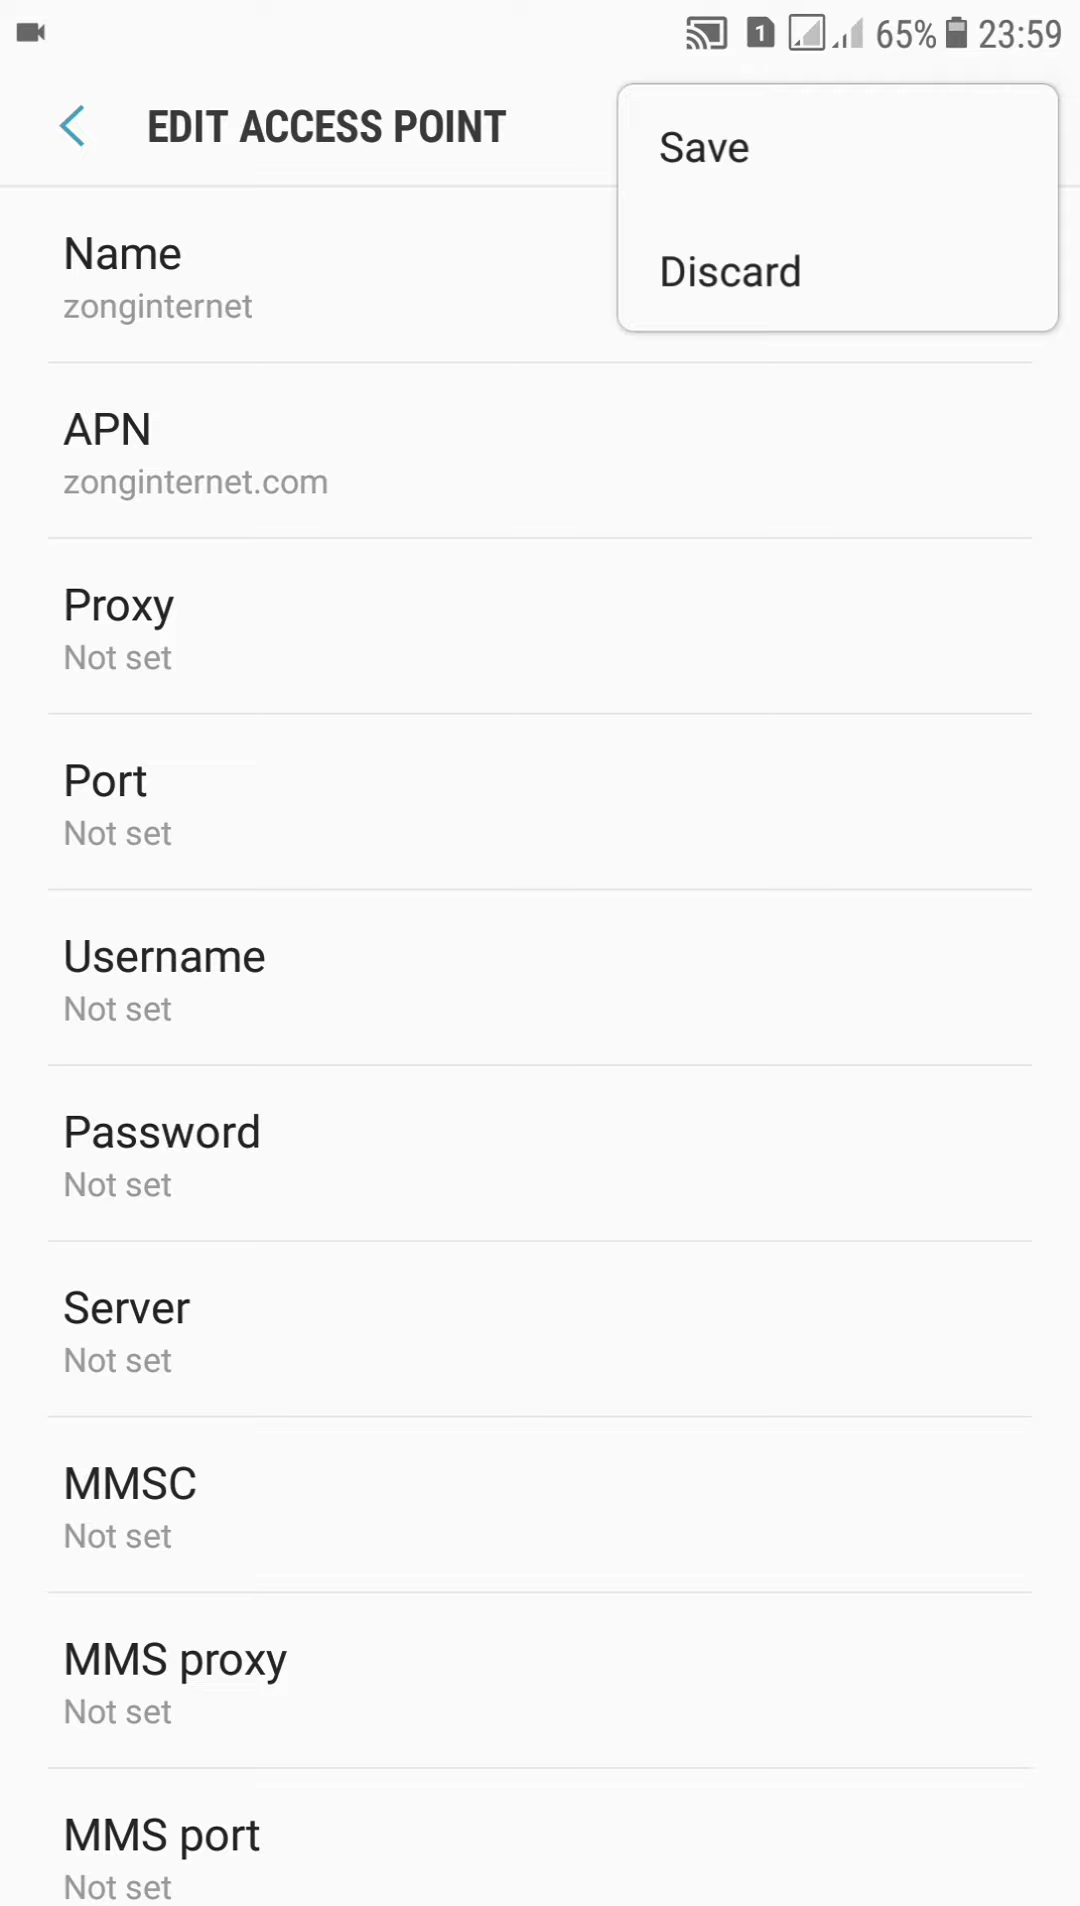 1 65% 23:59
EDIT ACCESS POINT
Save
Discard
Name
zonginternet
APN
zonginternet.com
Proxy
Not set
Port
Not set
Username
Not set
Password
Not set
Server
Not set
MMSC
Not set
MMS proxy
Not set
MMS port
Not set